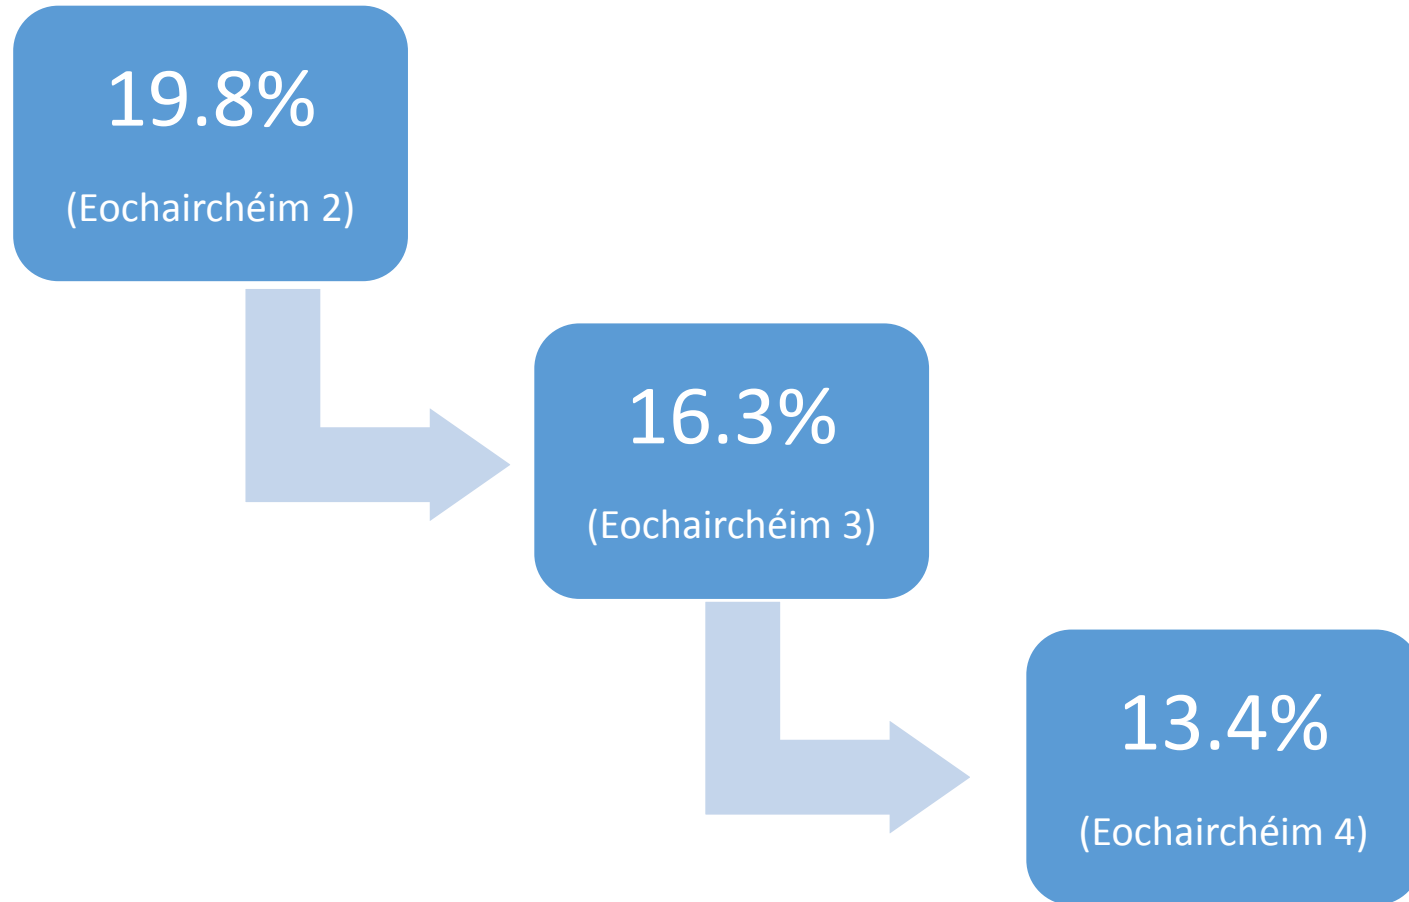 19.8%
(Eochairchéim 2)
16.3%
(Eochairchéim 3)
13.4%
(Eochairchéim 4)